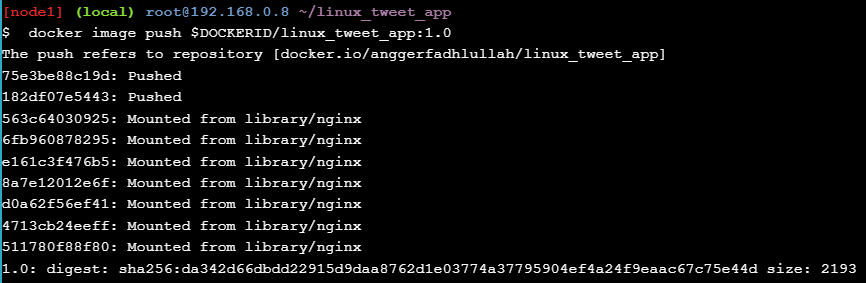 [node1] (local) root@192.168.0.8 ~/linux_tweet_app
$  docker image push $DOCKERID/linux_tweet_app:1.0
The push refers to repository [docker.io/anggerfadhlullah/linux_tweet_app]
75e3be88c19d: Pushed
182df07e5443: Pushed
563c64030925: Mounted from library/nginx
6fb960878295: Mounted from library/nginx
e161c3f476b5: Mounted from library/nginx
8a7e12012e6f: Mounted from library/nginx
d0a62f56ef41: Mounted from library/nginx
4713cb24eeff: Mounted from library/nginx
511780f88f80: Mounted from library/nginx
1.0: digest: sha256:da342d66dbdd22915d9daa8762d1e03774a37795904ef4a24f9eaac67c75e44d size: 2193